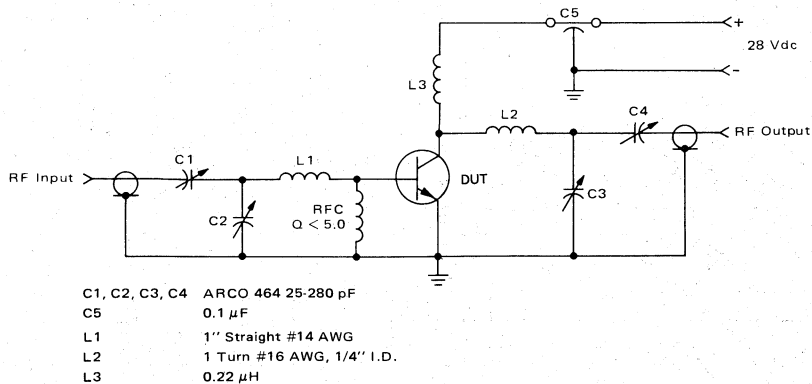 C5
+
28 Vdc
−
L3
L2
C4
RF Output
C1
L1
RF Input
DUT
C2
RFC
Q < 5.0
C3
C1, C2, C3, C4 ARCO 464 25-280 pF
C5 0.1 μF
L1 1'' Straight #14 AWG
L2 1 Turn #16 AWG, 1/4'' I.D.
L3 0.22 μH